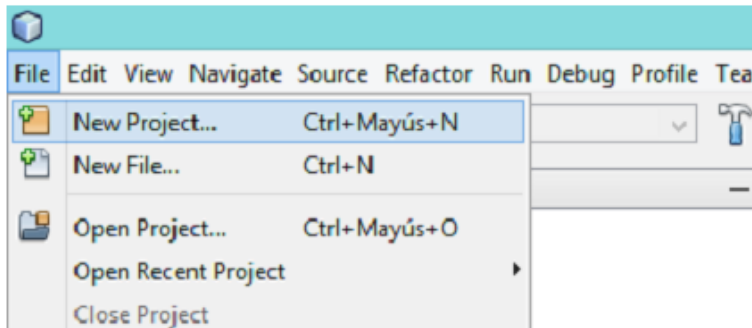 File Edit View Navigate Source Refactor Run Debug Profile Tea
New Project... Ctrl+Mayús+N
New File... Ctrl+N
Open Project... Ctrl+Mayús+O
Open Recent Project
Close Project